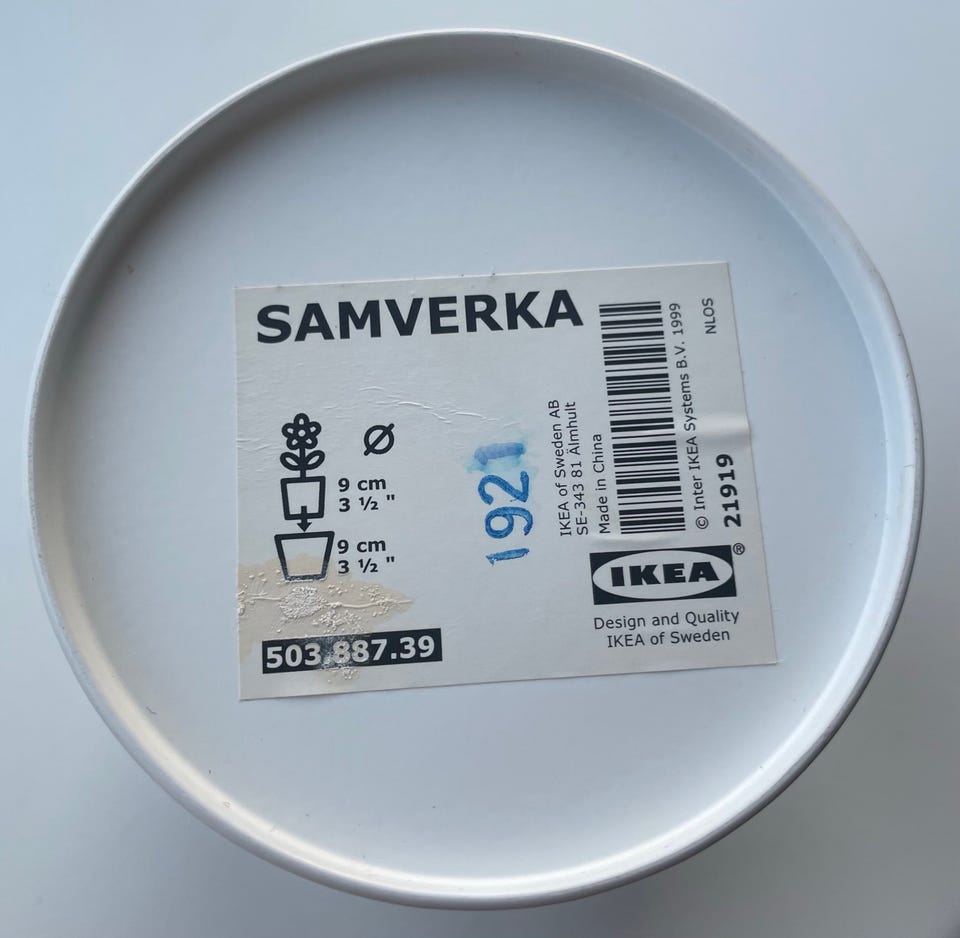 SAMVERKA
Ø
9 cm
3 ½ "
9 cm
3 ½ "
503.887.39
1921
IKEA of Sweden AB
SE-343 81 Älmhult
Made in China
© Inter IKEA Systems B.V. 1999
NLOS
21919
IKEA®
Design and Quality
IKEA of Sweden